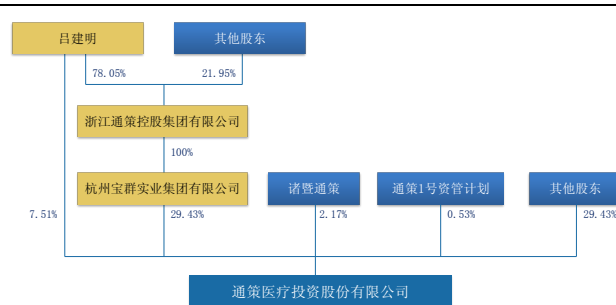 吕建明
其他股东
78.05%
21.95%
浙江通策控股集团有限公司
100%
杭州宝群实业集团有限公司
诸暨通策
通策1号资管计划
其他股东
7.51%
29.43%
2.17%
0.53%
29.43%
通策医疗投资股份有限公司